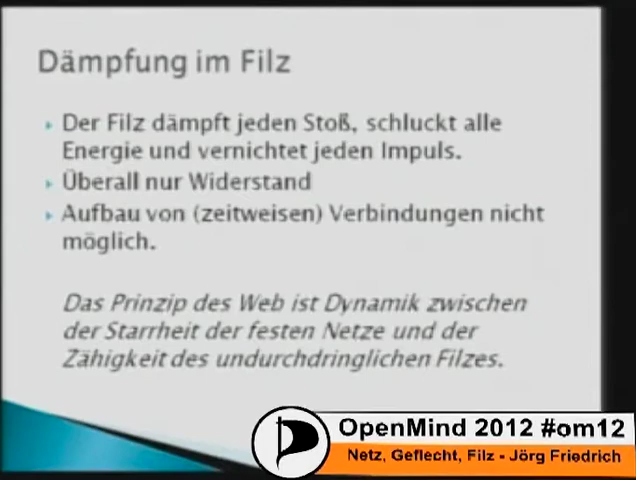 Dämpfung im Filz
Der Filz dämpft jeden Stoß, schluckt alle
Energie und vernichtet jeden Impuls.
Überall nur Widerstand
Aufbau von (zeitweisen) Verbindungen nicht
möglich.
Das Prinzip des Web ist Dynamik zwischen
der Starrheit der festen Netze und der
Zähigkeit des undurchdringlichen Filzes.
OpenMind 2012 #om12
Netz, Geflecht, Filz - Jörg Friedrich